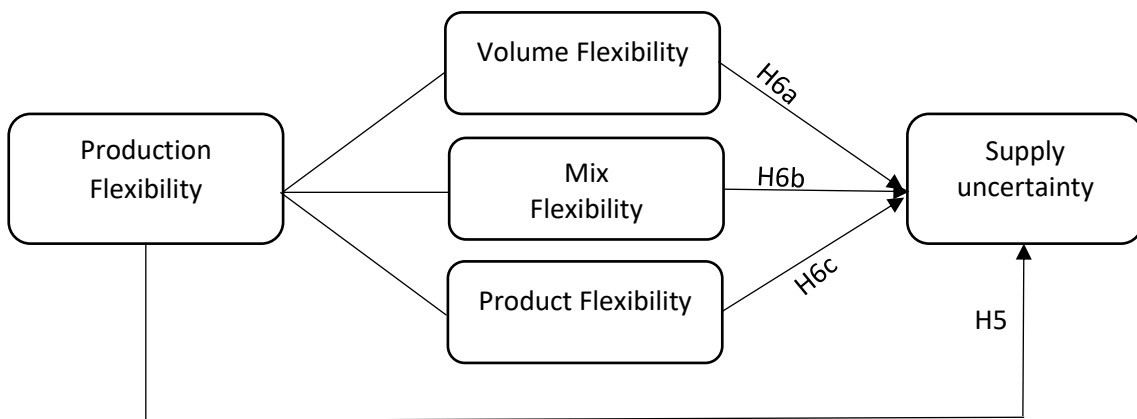 Volume Flexibility
H6a
Production
Flexibility
Mix
Flexibility
H6b
Supply
uncertainty
Product Flexibility
H6c
H5